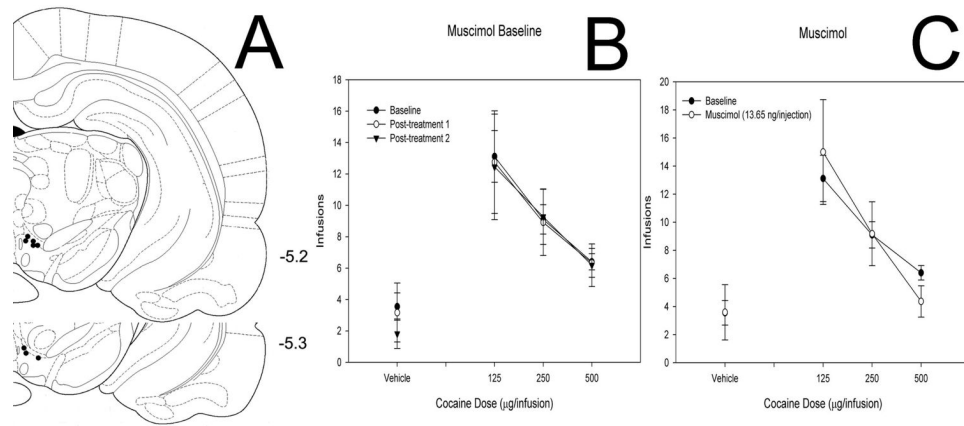 A
-5.2
-5.3
Muscimol Baseline
B
18
16
14
12
10
8
6
4
2
0
Infusions
Baseline
Post-treatment 1
Post-treatment 2
Vehicle 125 250 500
Cocaine Dose (μg/infusion)
Muscimol
C
20
18
16
14
12
10
8
6
4
2
0
Infusions
Baseline
Muscimol (13.65 ng/injection)
Vehicle 125 250 500
Cocaine Dose (μg/infusion)